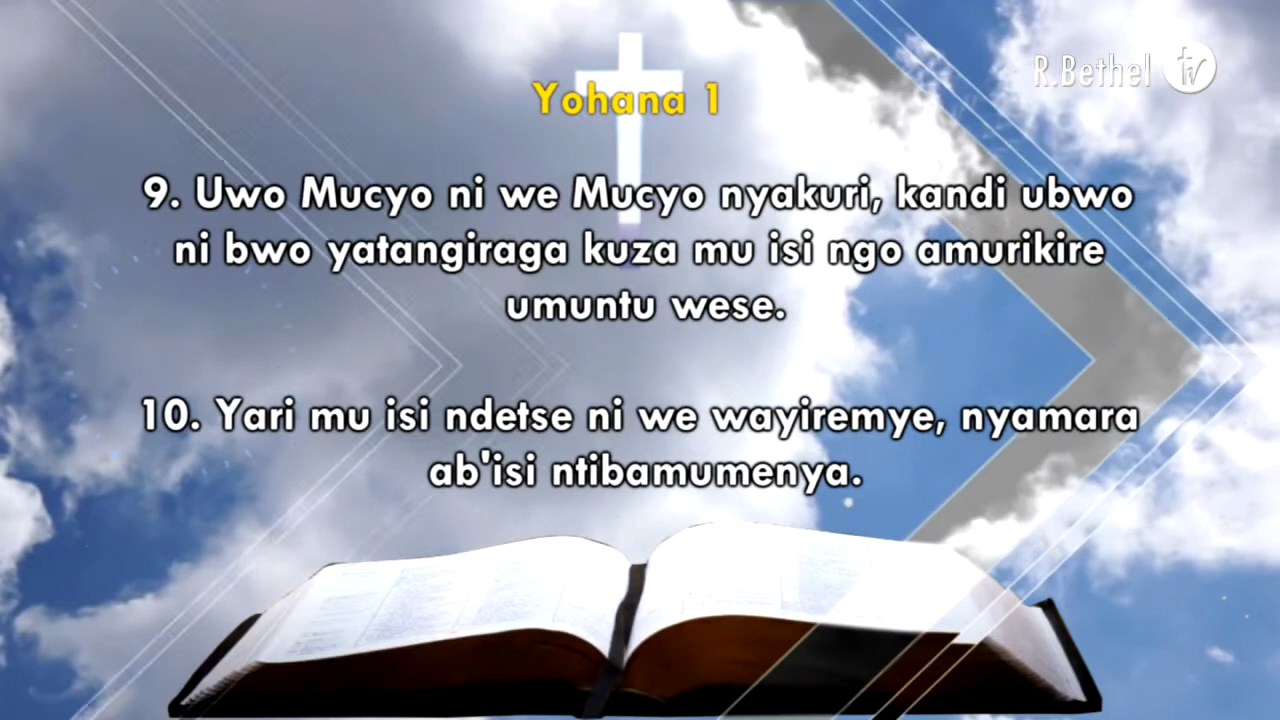 R.Bethel tv
Yohana 1
9. Uwo Mucyo ni we Mucyo nyakuri, kandi ubwo
ni bwo yatangiraga kuza mu isi ngo amurikire
umuntu wese.
10. Yari mu isi ndetse ni we wayiremye, nyamara
ab'isi ntibamumenya.